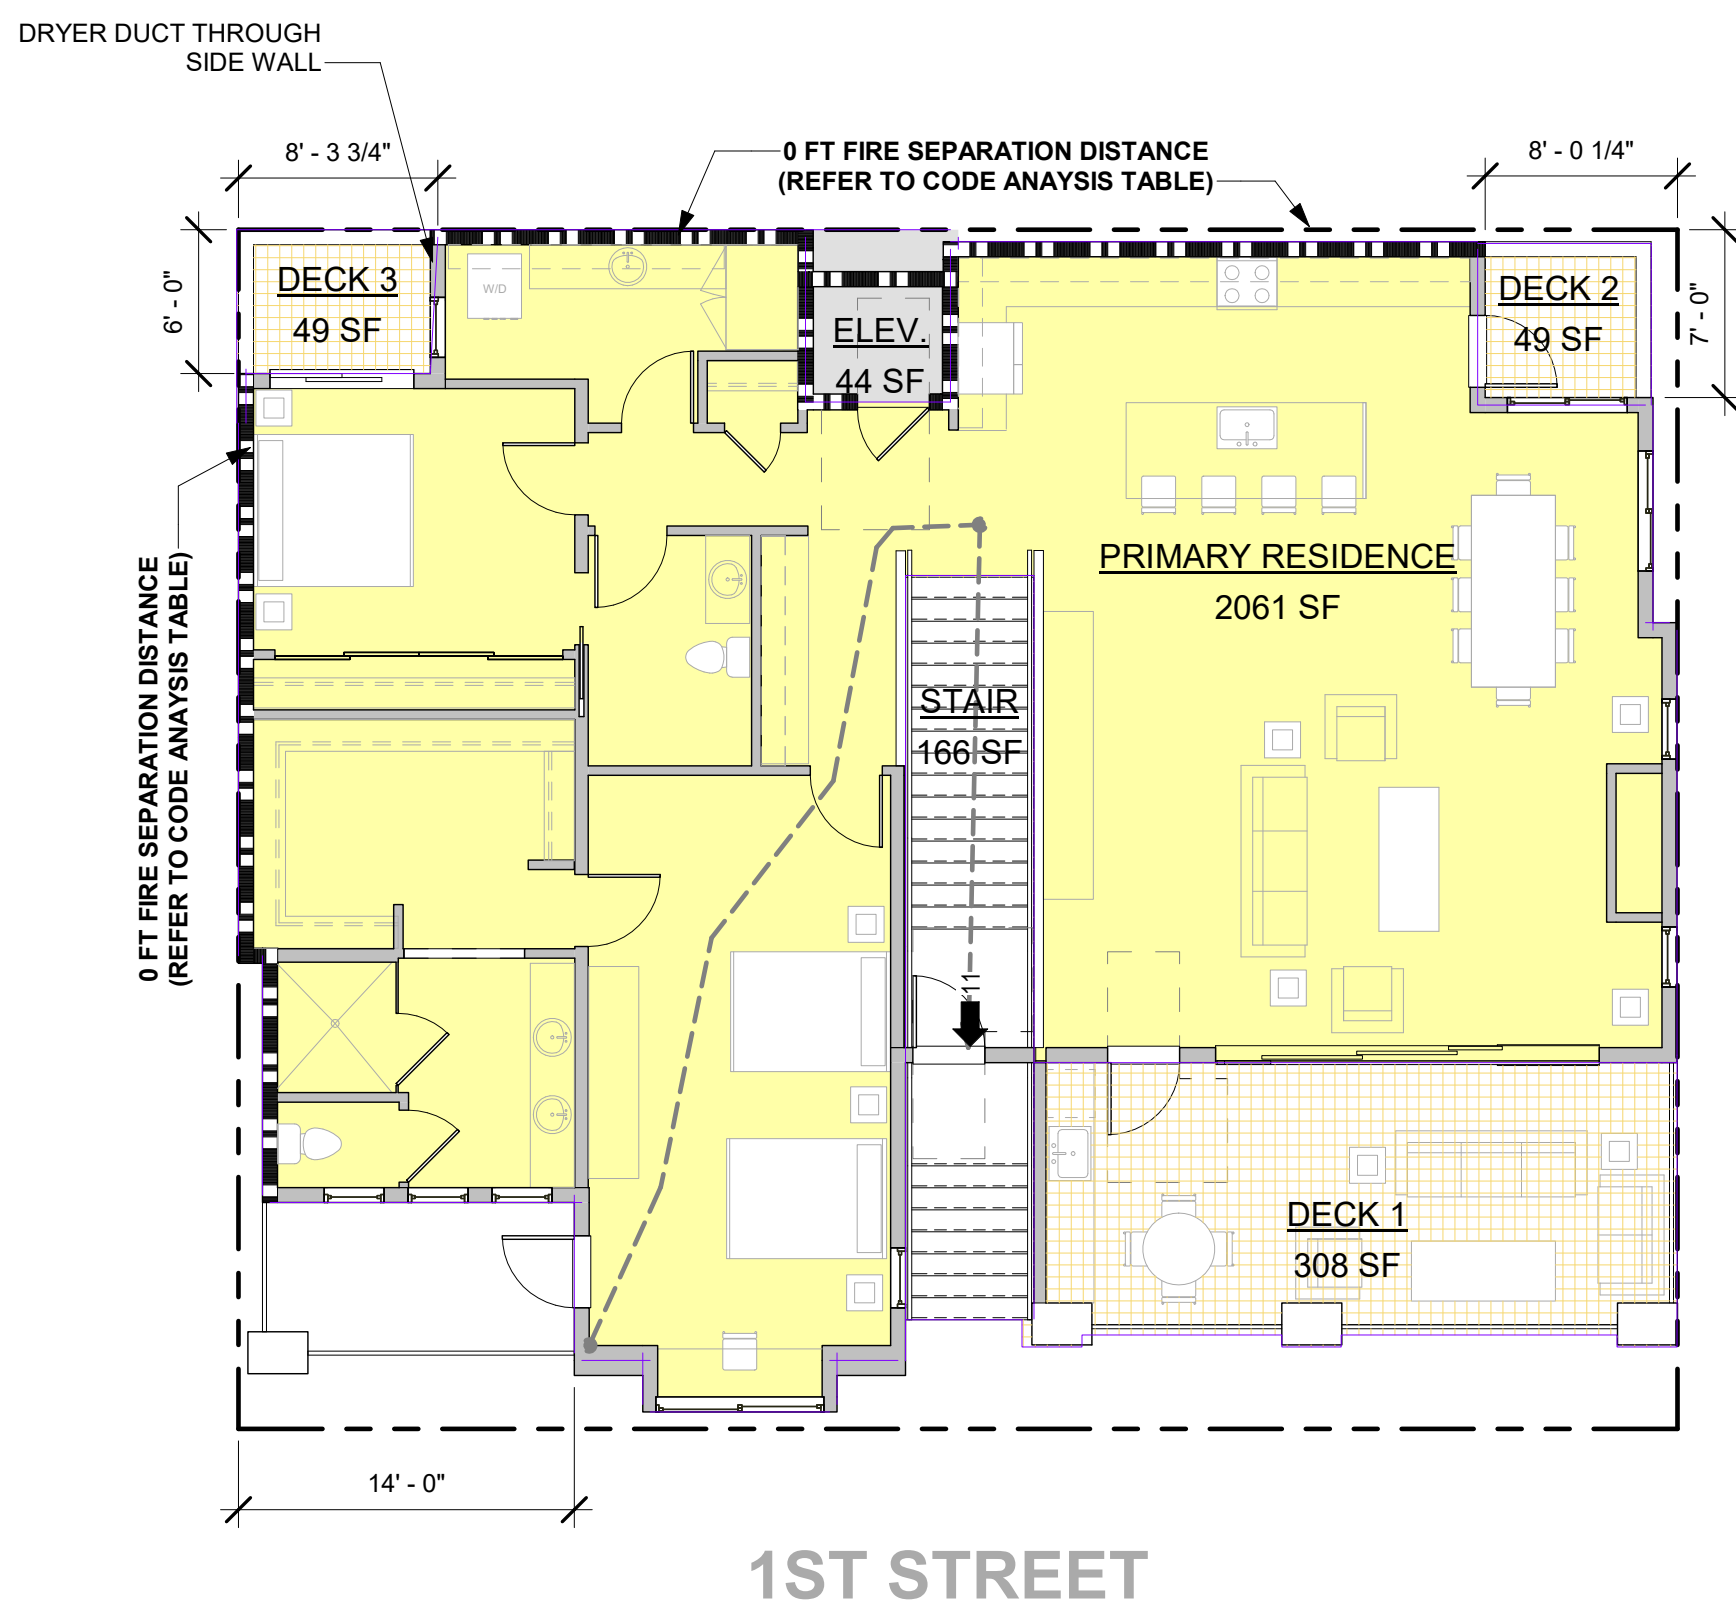 DRYER DUCT THROUGH
SIDE WALL
8' - 3 3/4"
0 FT FIRE SEPARATION DISTANCE
(REFER TO CODE ANAYSIS TABLE)
8' - 0 1/4"
6' - 0"
DECK 3
49 SF
W/D
ELEV.
44 SF
DECK 2
49 SF
7' - 0"
0 FT FIRE SEPARATION DISTANCE
(REFER TO CODE ANAYSIS TABLE)
PRIMARY RESIDENCE
2061 SF
STAIR
166 SF
11
DECK 1
308 SF
14' - 0"
1ST STREET